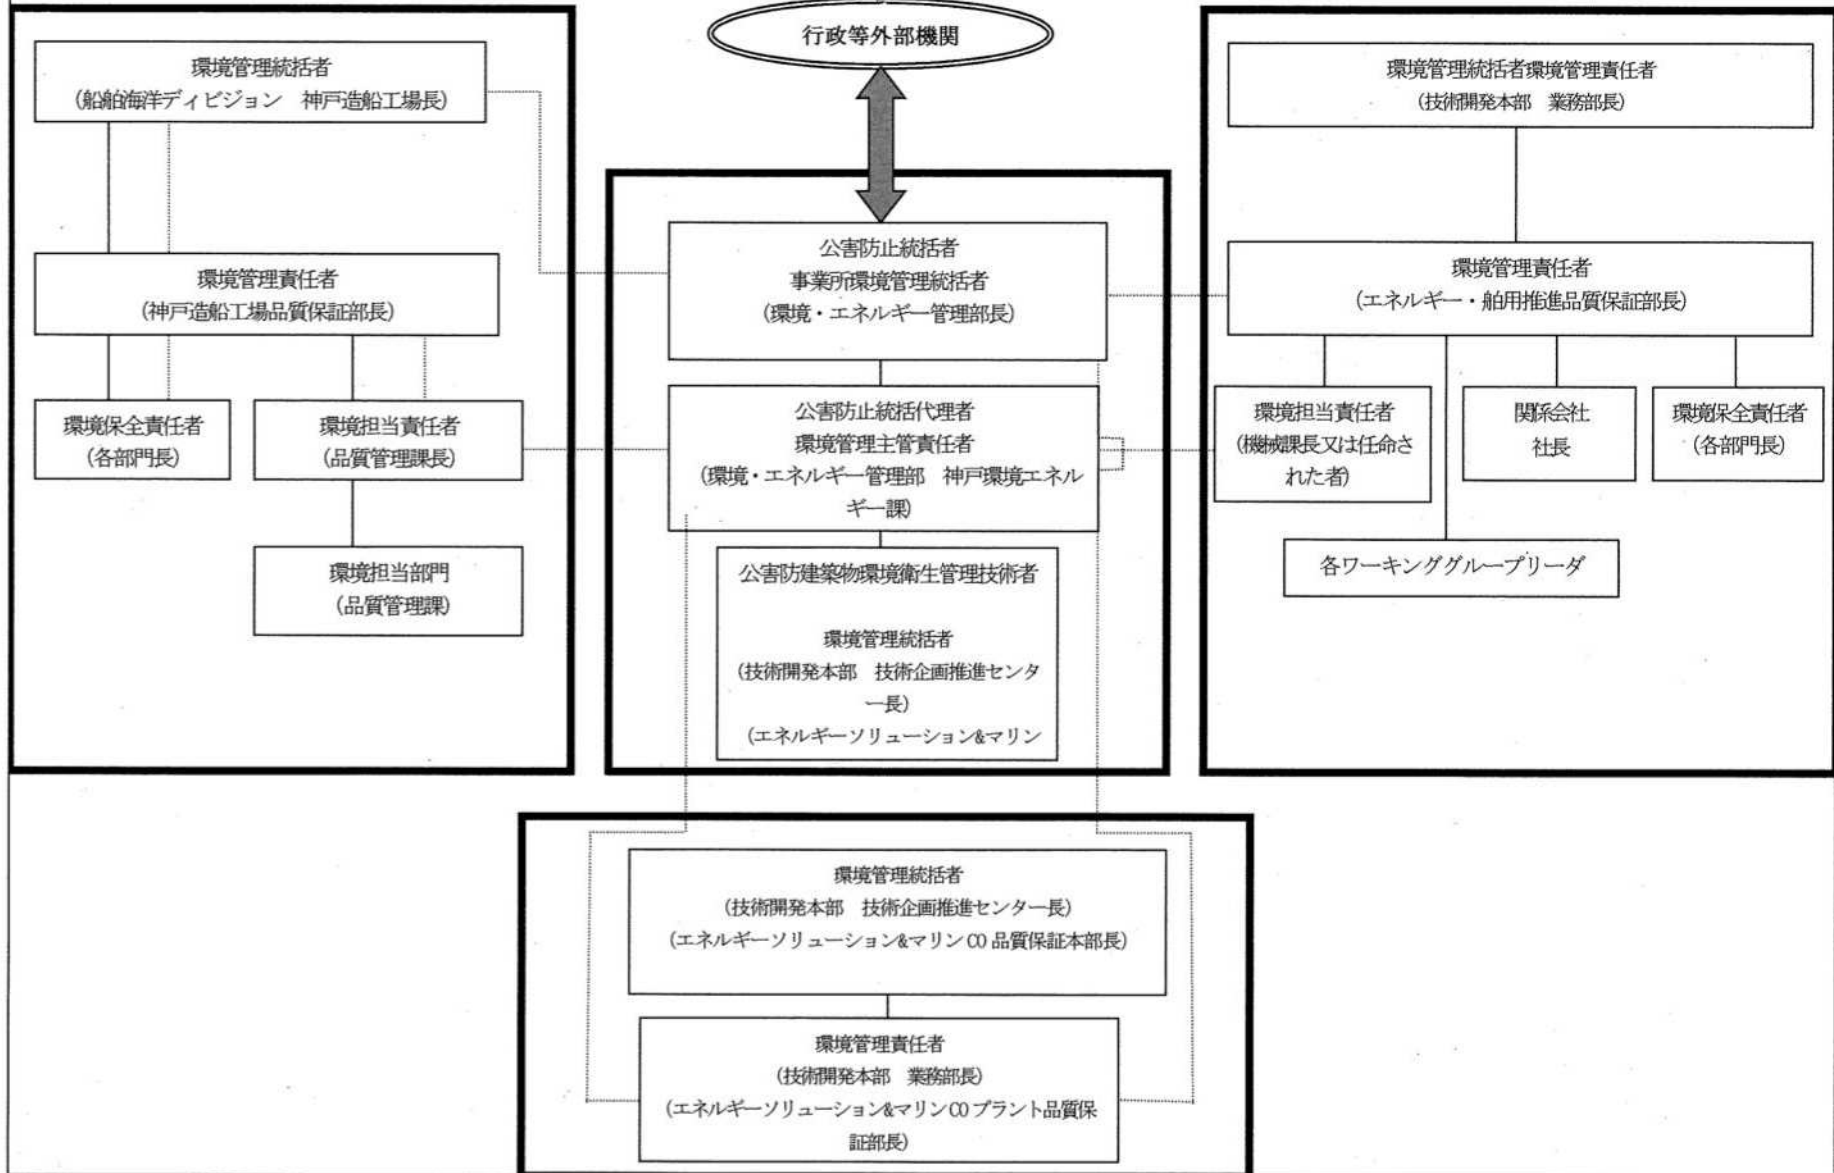 行政等外部機関
環境管理統括者
(船舶海洋ディビジョン 神戸造船工場長)
環境管理責任者
(神戸造船工場品質保証部長)
環境保全責任者
(各部門長)
環境担当責任者
(品質管理課長)
環境担当部門
(品質管理課)
公害防止統括者
事業所環境管理統括者
(環境・エネルギー管理部長)
公害防止統括代理者
環境管理主管責任者
(環境・エネルギー管理部 神戸環境エネル
ギー課)
公害防建築物環境衛生管理技術者
環境管理統括者
(技術開発本部 技術企画推進センタ
ー長)
(エネルギーソリューション&マリン
環境管理統括者環境管理責任者
(技術開発本部 業務部長)
環境管理責任者
(エネルギー・舶用推進品質保証部長)
環境担当責任者
(機械課長又は任命さ
れた者)
関係会社
社長
環境保全責任者
(各部門長)
各ワーキンググループリーダ
環境管理統括者
(技術開発本部 技術企画推進センター長)
(エネルギーソリューション&マリン CO 品質保証本部長)
環境管理責任者
(技術開発本部 業務部長)
(エネルギーソリューション&マリン CO プラント品質保
証部長)